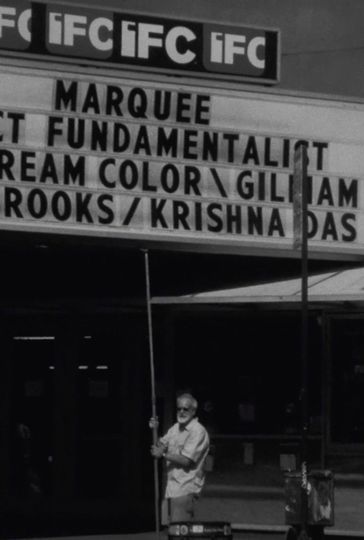 iFC iFC iFC iFC
MARQUEE
CT FUNDAMENTALIST
REAM COLOR\GILLIAM
ROOKS/KRISHNA DAS